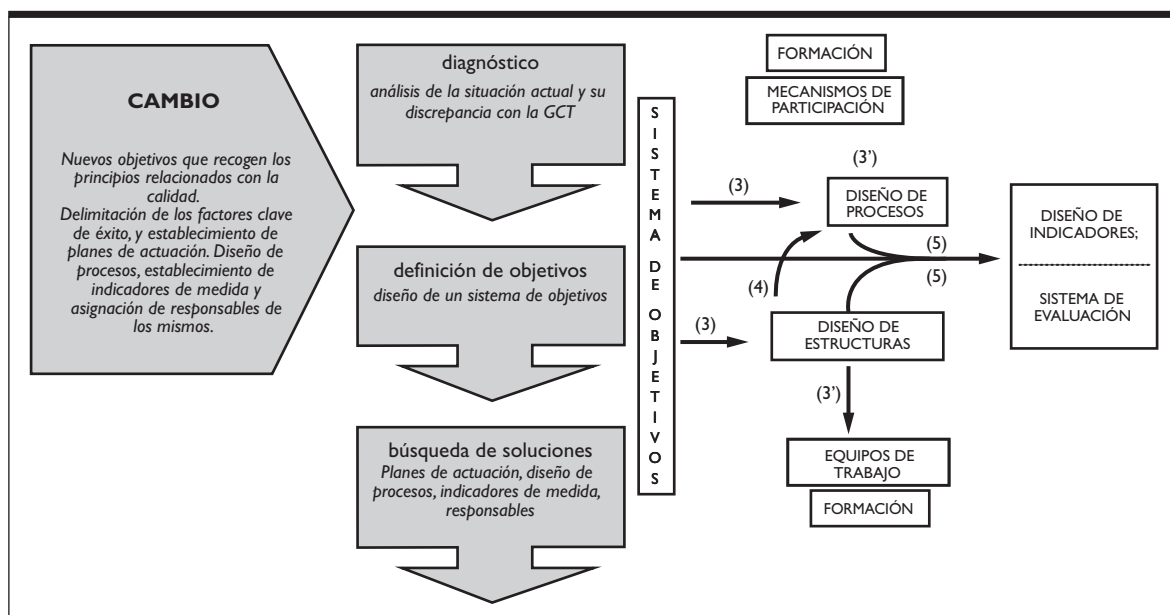 CAMBIO
Nuevos objetivos que recogen los
principios relacionados con la
calidad.
Delimitación de los factores clave
de éxito, y establecimiento de
planes de actuación. Diseño de
procesos, establecimiento de
indicadores de medida y
asignación de responsables de
los mismos.
diagnóstico
análisis de la situación actual y su
discrepancia con la GCT
definición de objetivos
diseño de un sistema de objetivos
búsqueda de soluciones
Planes de actuación, diseño de
procesos, indicadores de medida,
responsables
SISTEMA DE OBJETIVOS
FORMACIÓN
MECANISMOS DE
PARTICIPACIÓN
(3')
(3)
DISEÑO DE
PROCESOS
(5)
(4)
(5)
(3)
DISEÑO DE
ESTRUCTURAS
(3')
EQUIPOS DE
TRABAJO
FORMACIÓN
DISEÑO DE
INDICADORES;
SISTEMA DE
EVALUACIÓN